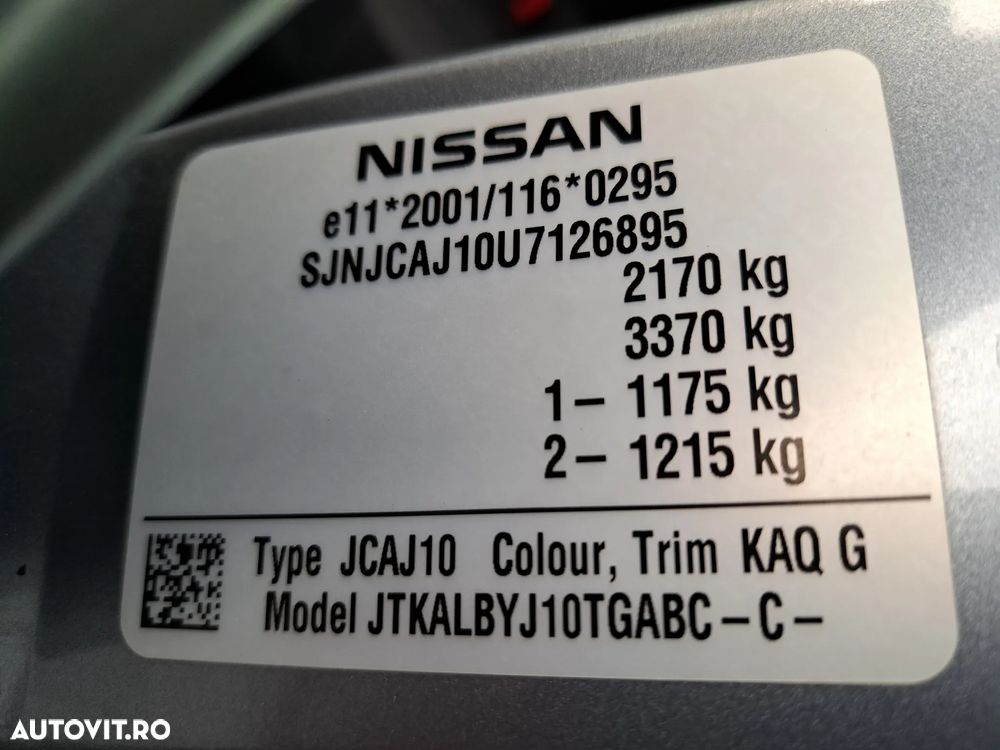 NISSAN
e11*2001/116*0295
SJNJCAJ10U7126895
2170 kg
3370 kg
1- 1175 kg
2- 1215 kg
Type JCAJ10 Colour, Trim KAQ G
Model JTKALBYJ10TGABC-C-
AUTOVIT.RO